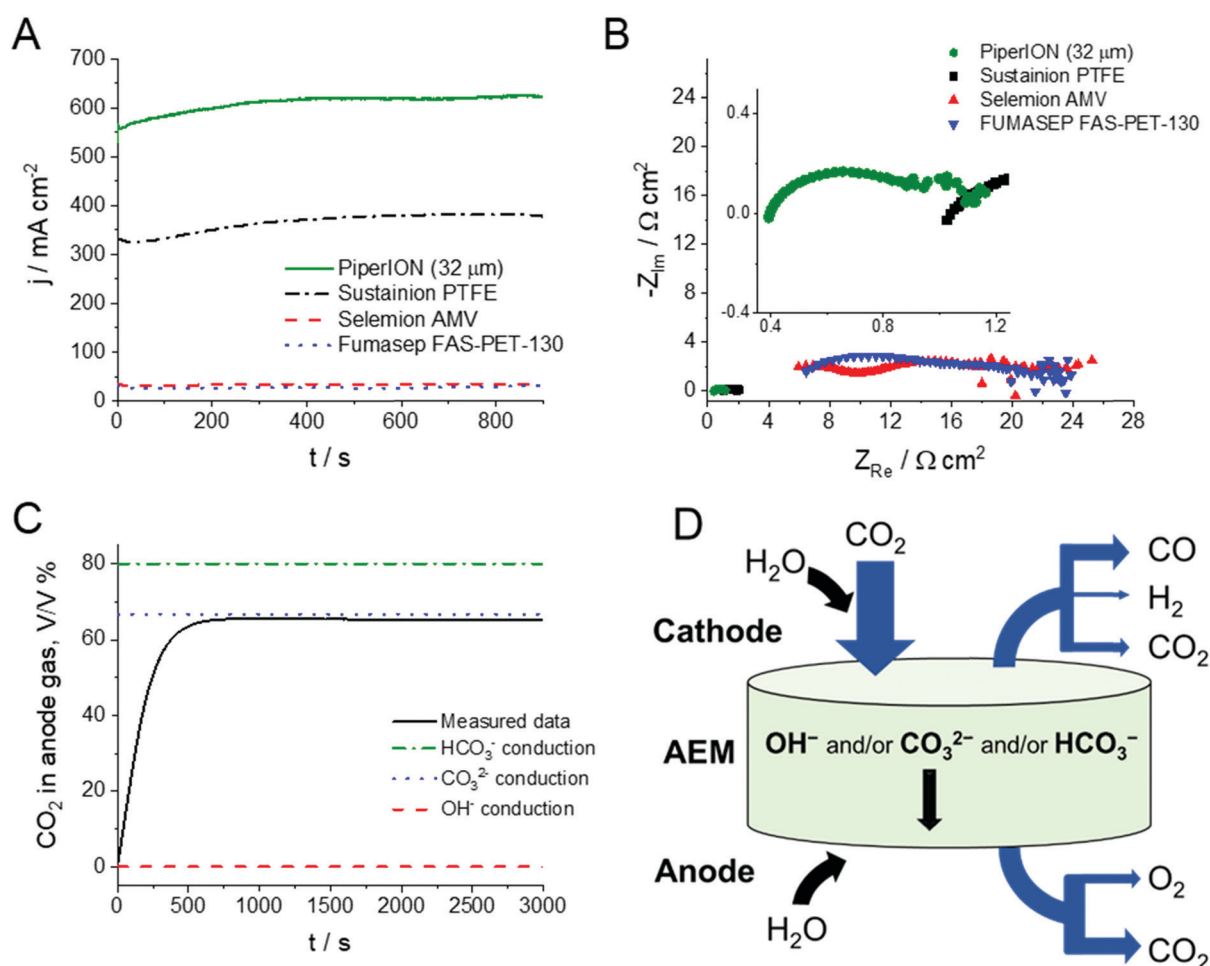 A
700
600
500
400
300
200
100
0
j / mA cm⁻²
PiperION (32 μm)
Sustainion PTFE
Selemion AMV
Fumasep FAS-PET-130
0
200
400
600
800
t / s
B
PiperION (32 μm)
Sustainion PTFE
Selemion AMV
FUMASEP FAS-PET-130
24
20
16
12
8
4
0
-Z_Im / Ω cm²
0.4
0.0
-0.4
0.4
0.8
1.2
0
4
8
12
16
20
24
28
Z_Re / Ω cm²
C
80
60
40
20
0
CO₂ in anode gas, V/V %
Measured data
HCO₃⁻ conduction
CO₃²⁻ conduction
OH⁻ conduction
0
500
1000
1500
2000
2500
3000
t / s
D
H₂O
CO₂
CO
H₂
CO₂
Cathode
AEM
OH⁻ and/or CO₃²⁻ and/or HCO₃⁻
Anode
H₂O
O₂
CO₂